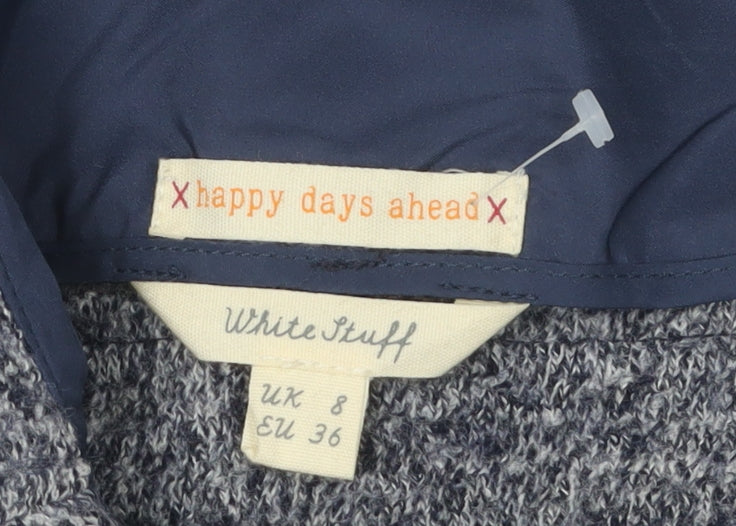 happy days ahead
White Stuff
UK 8
EU 36